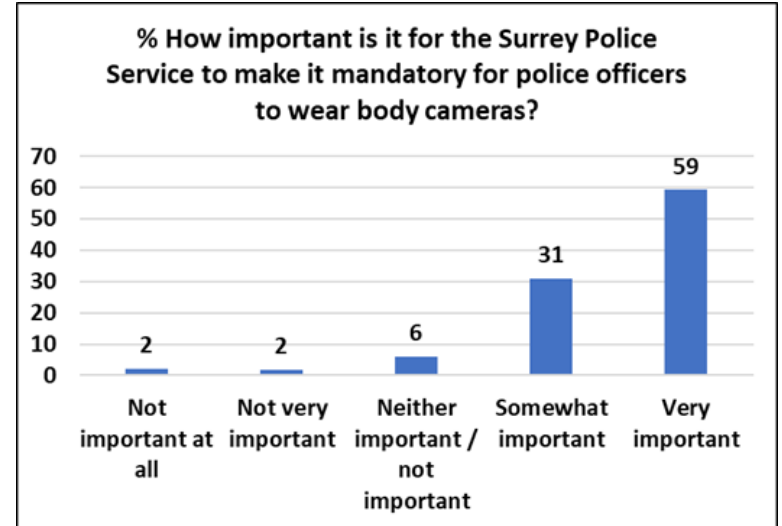 % How important is it for the Surrey Police
Service to make it mandatory for police officers
to wear body cameras?
70
60
50
40
30
20
10
0
2
2
6
31
59
Not
important at
all
Not very
important
Neither
important /
not
important
Somewhat
important
Very
important